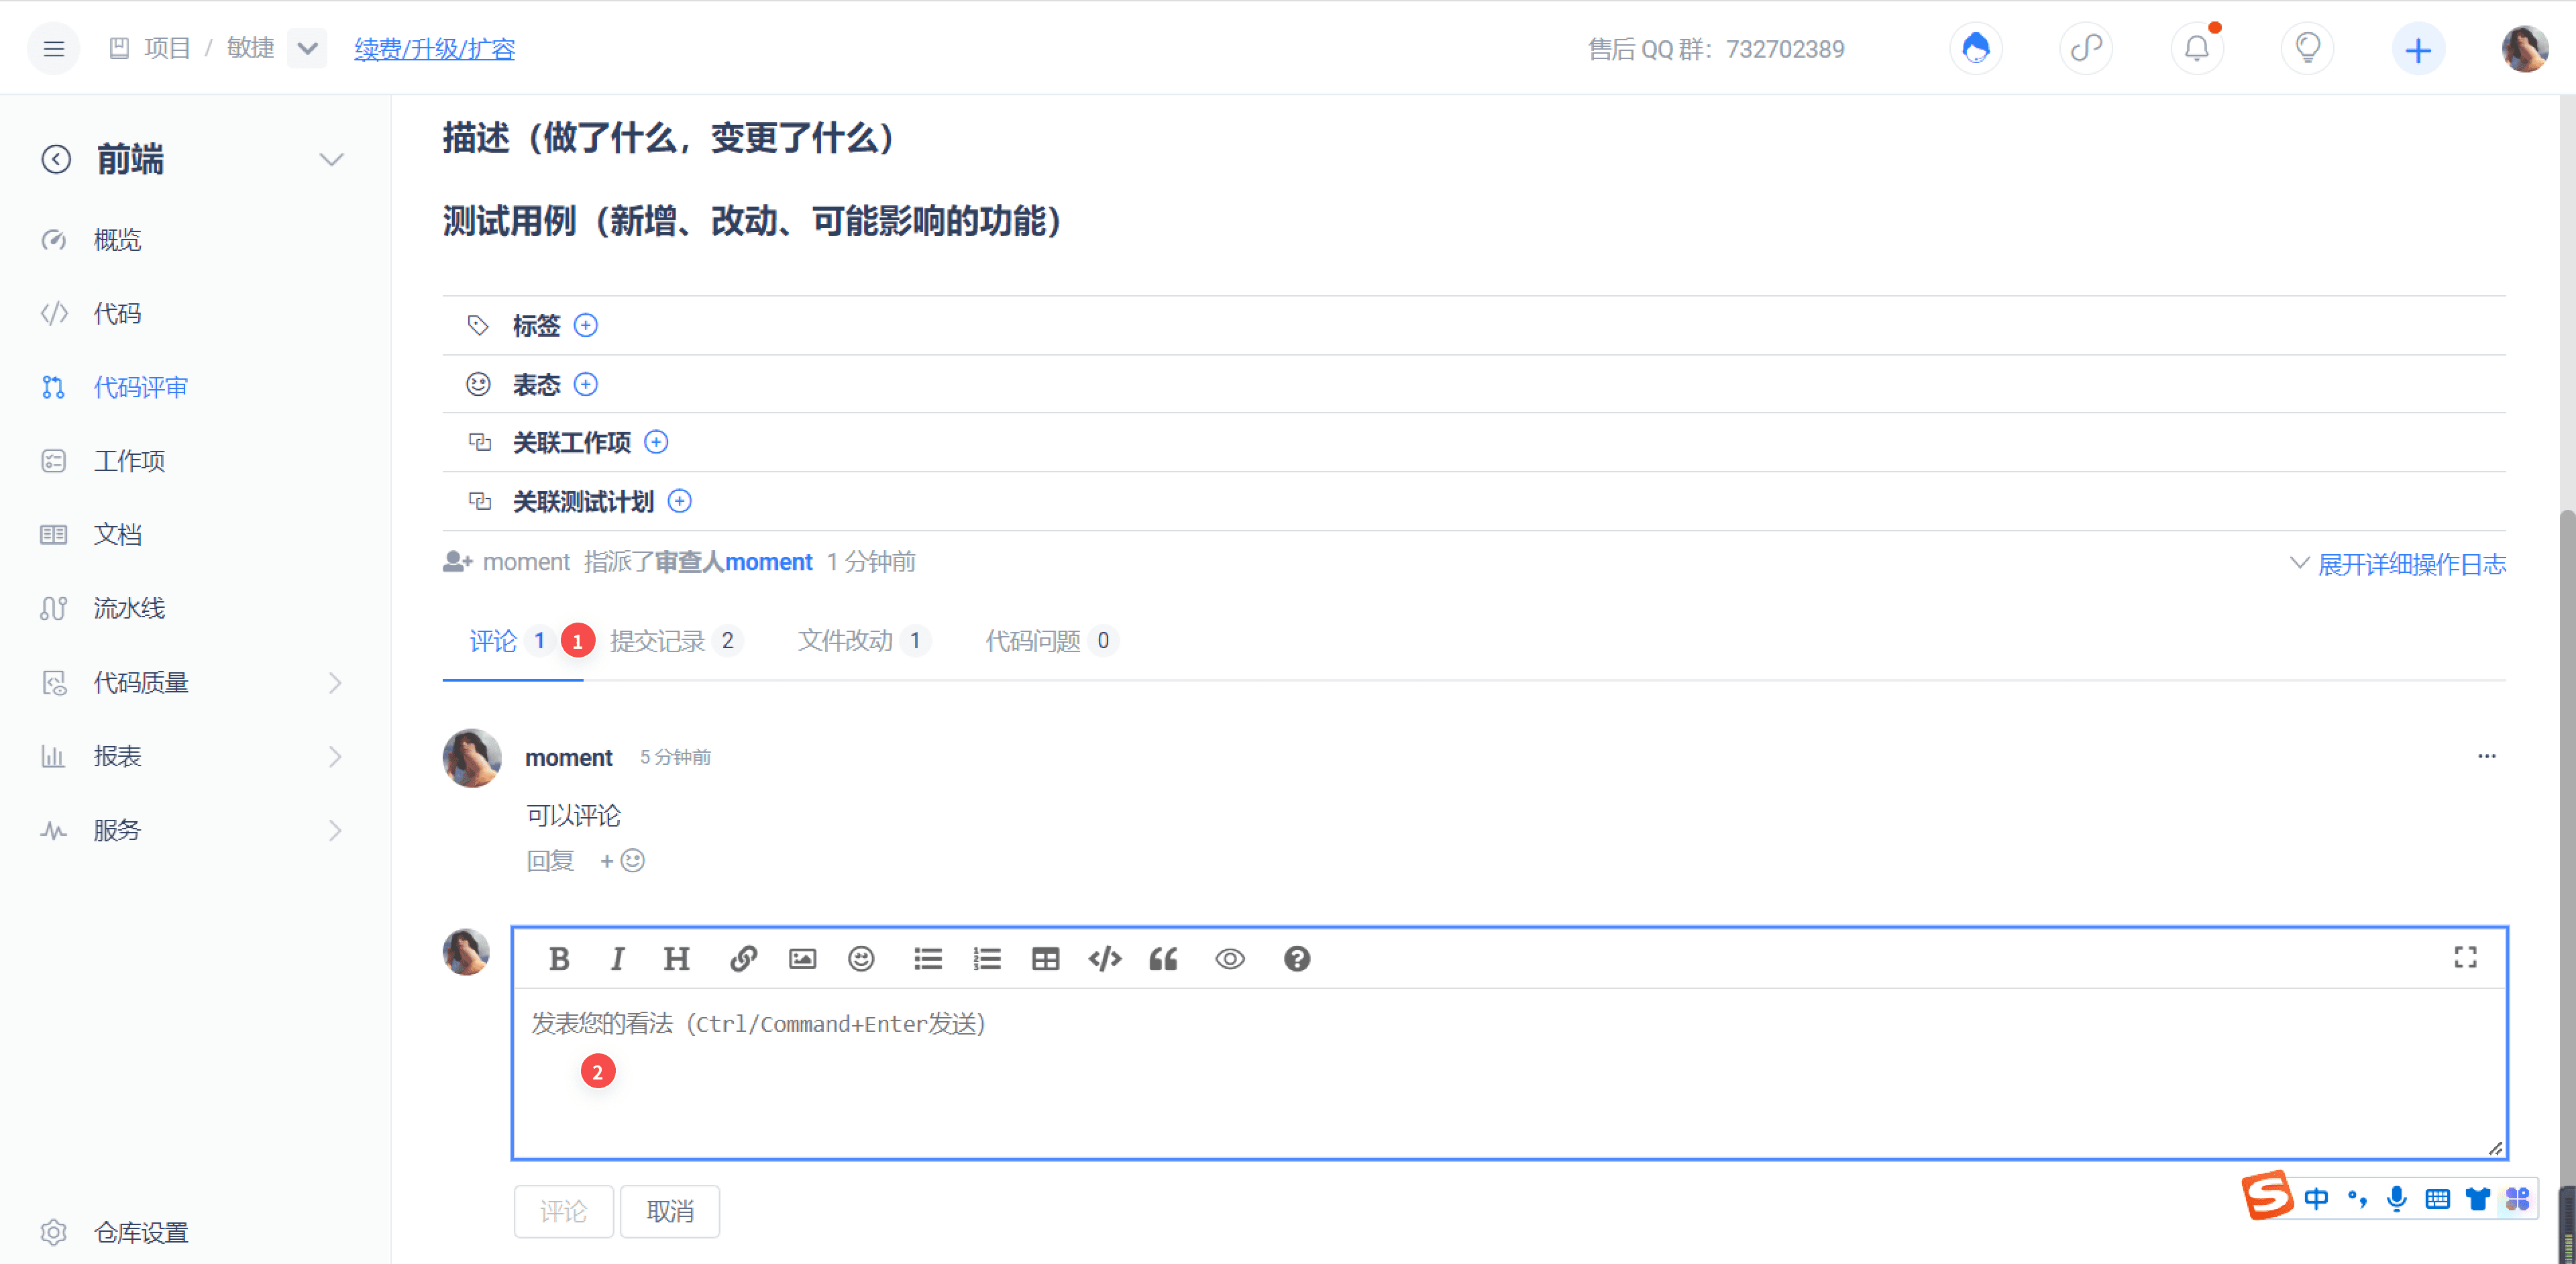 项目 / 敏捷 续费/升级/扩容 售后 QQ 群：732702389
前端
概览
代码
代码评审
工作项
文档
流水线
代码质量
报表
服务
仓库设置
描述（做了什么，变更了什么）
测试用例（新增、改动、可能影响的功能）
标签
表态
关联工作项
关联测试计划
moment 指派了审查人moment 1 分钟前 展开详细操作日志
评论 1 1 提交记录 2 文件改动 1 代码问题 0
moment 5 分钟前
可以评论
回复 +
B I H
发表您的看法（Ctrl/Command+Enter发送）
2
评论 取消
S 中